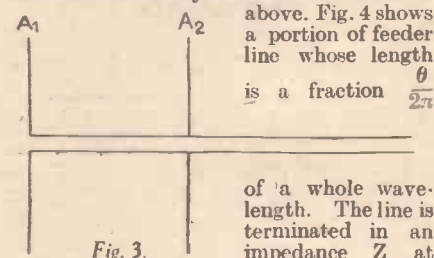 A1
A2
above. Fig. 4 shows
a portion of feeder
line whose length
is a fraction θ/2π
of a whole wave-
length. The line is
terminated in an
impedance Z at
Fig. 3.